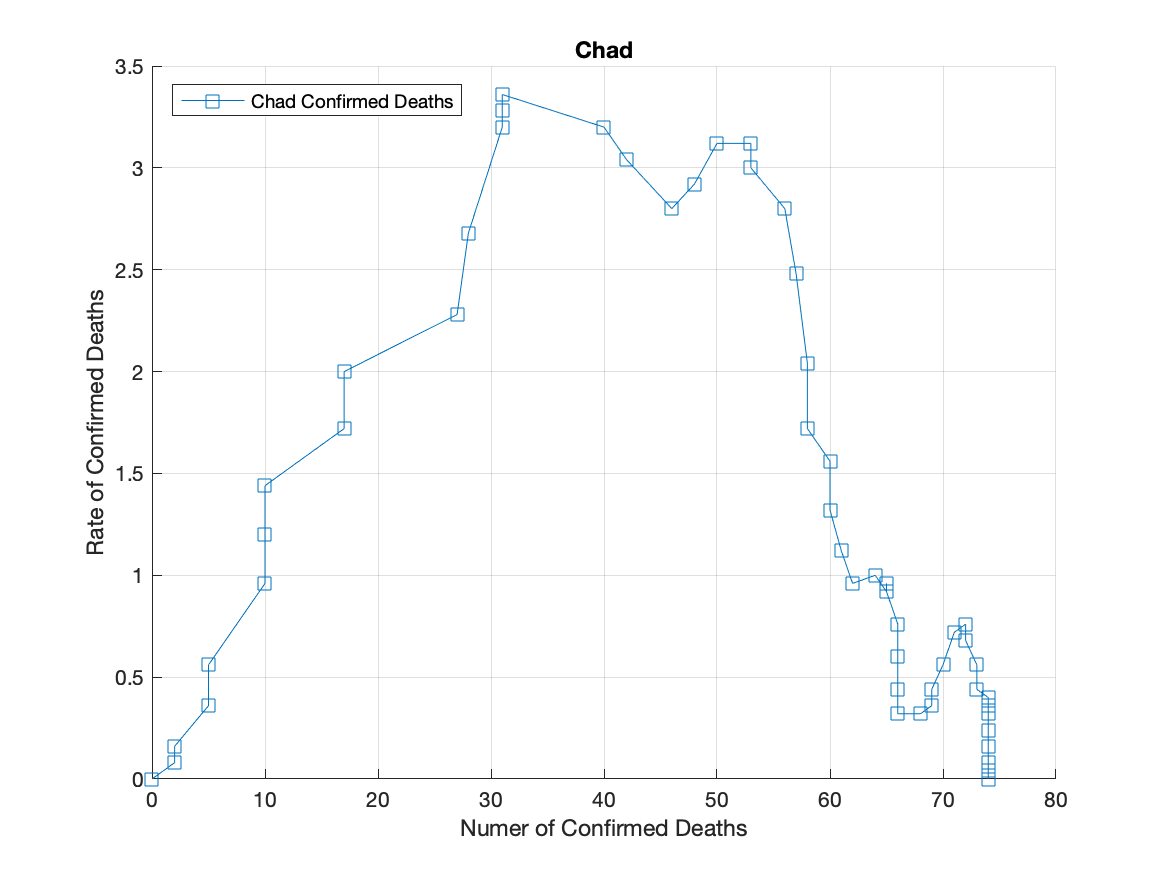 Chad
Chad Confirmed Deaths
Rate of Confirmed Deaths
3.5
3
2.5
2
1.5
1
0.5
0
0 10 20 30 40 50 60 70 80
Numer of Confirmed Deaths